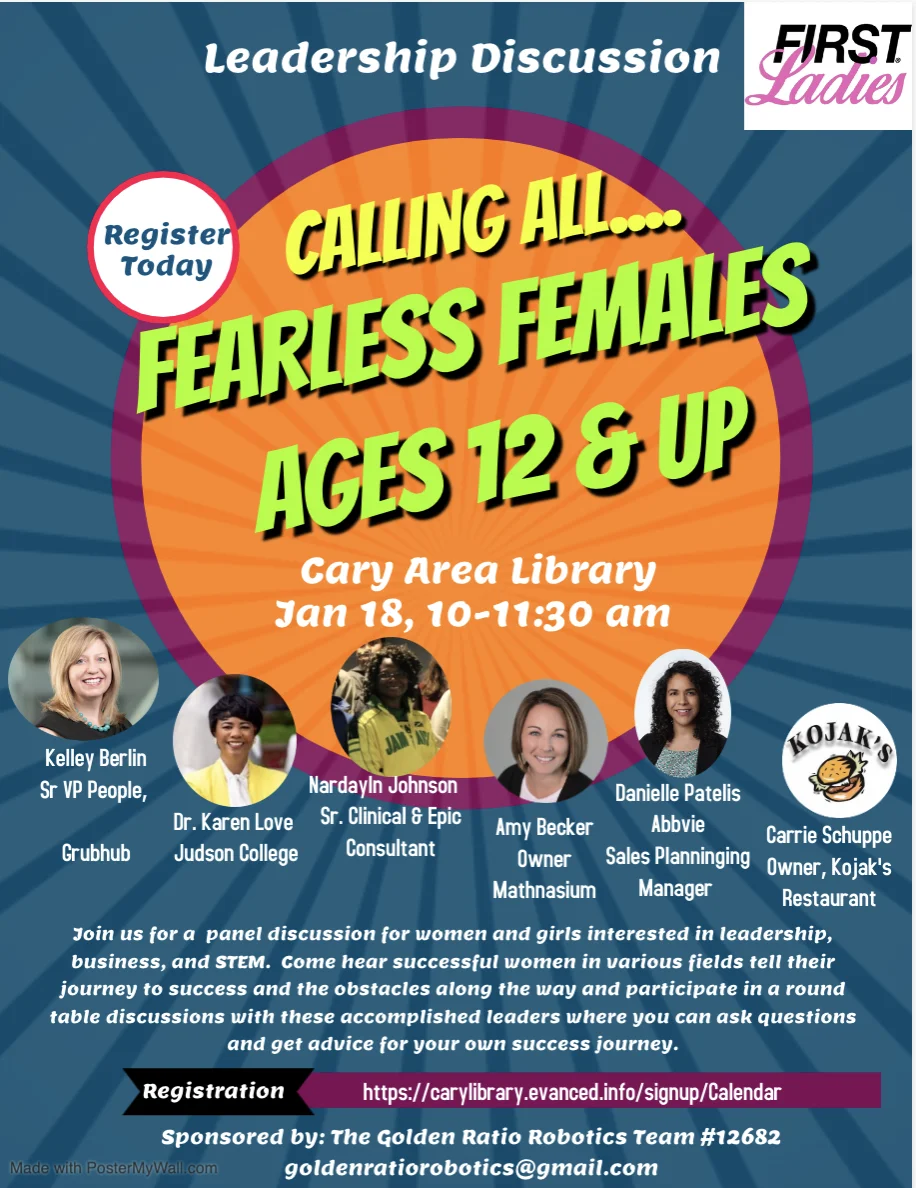 Leadership Discussion
FIRST®
Ladies
Register
Today
CALLING ALL....
FEARLESS FEMALES
AGES 12 & UP
Cary Area Library
Jan 18, 10-11:30 am
Kelley Berlin
Sr VP People,
Grubhub
Dr. Karen Love
Judson College
Nardayln Johnson
Sr. Clinical & Epic
Consultant
Amy Becker
Owner
Mathnasium
Danielle Patelis
Abbvie
Sales Planninging
Manager
KOJAK'S
Carrie Schuppe
Owner, Kojak's
Restaurant
Join us for a panel discussion for women and girls interested in leadership,
business, and STEM. Come hear successful women in various fields tell their
journey to success and the obstacles along the way and participate in a round
table discussions with these accomplished leaders where you can ask questions
and get advice for your own success journey.
Registration
https://carylibrary.evanced.info/signup/Calendar
Sponsored by: The Golden Ratio Robotics Team #12682
goldenratiorobotics@gmail.com
Made with PosterMyWall.com